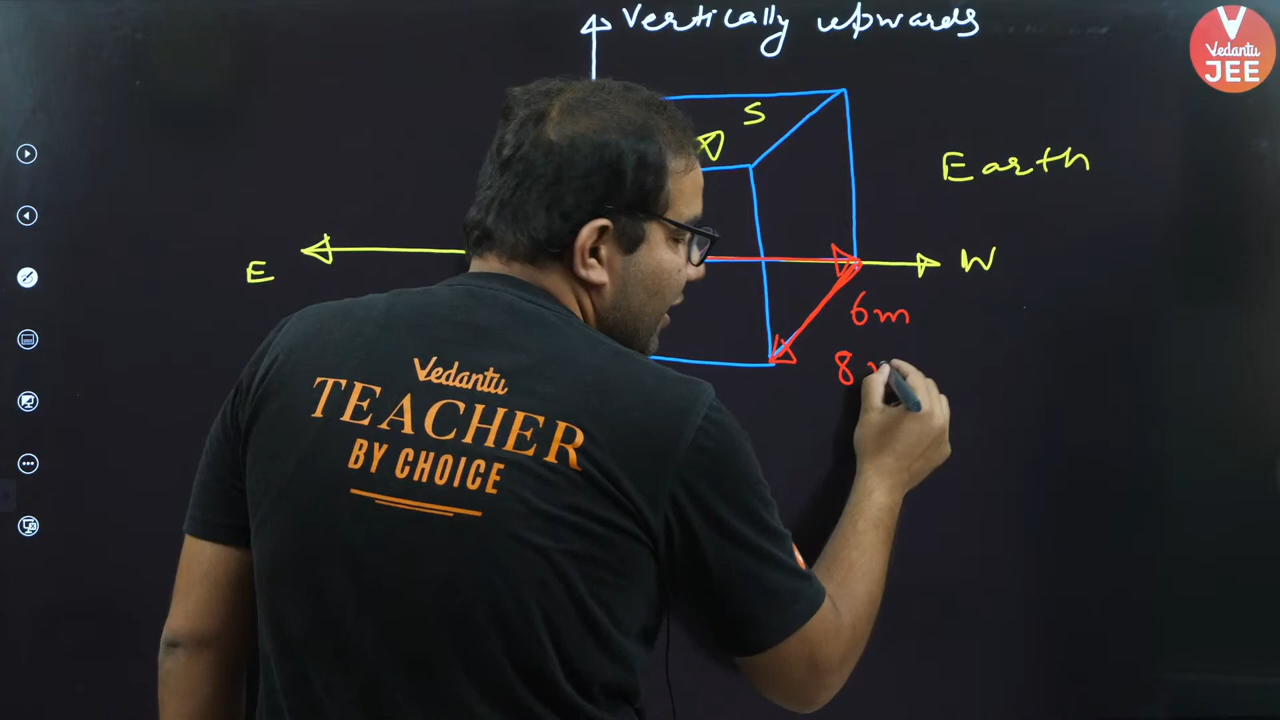 Vertically upwards
Vedantu
JEE
S
Earth
E
W
6m
8
Vedantu
TEACHER
BY CHOICE